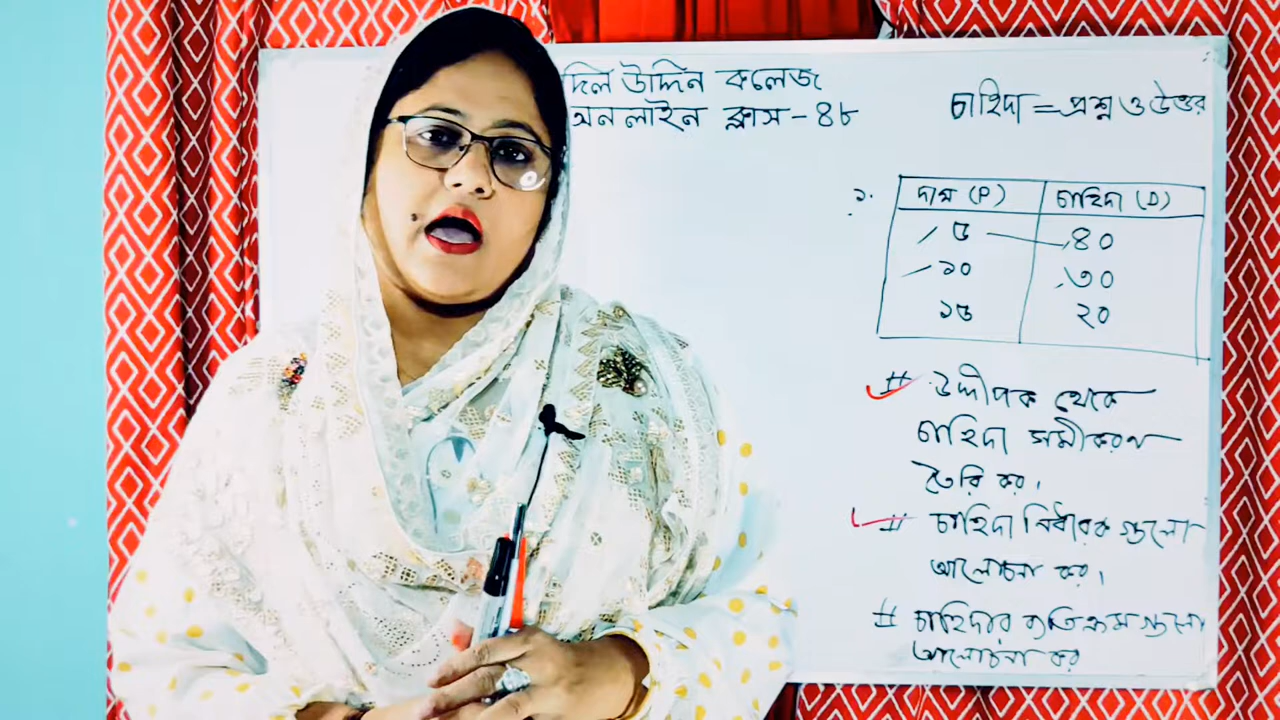 উদ্দিন কলেজ
অনলাইন ক্লাস - ৪৮
চাহিদা = প্রশ্ন ও উত্তর
১. দাম (P) চাহিদা (D)
৫ ৪০
১০ ৩০
১৫ ২০
# উদ্দীপক থেকে
চাহিদা সমীকরণ
তৈরি কর।
# চাহিদা নির্ধারক গুলো
আলোচনা কর।
# চাহিদার ব্যতিক্রম গুলো
আলোচনা কর